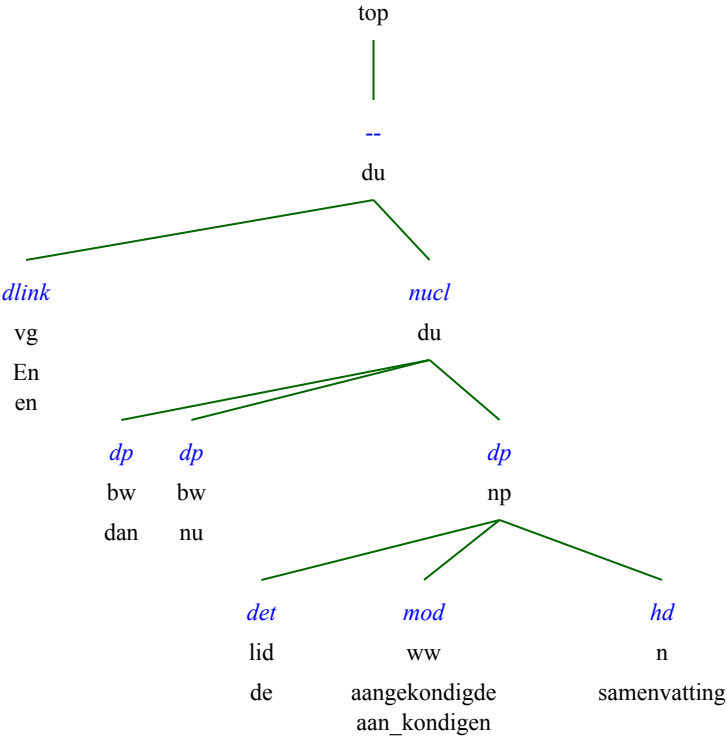 top
--
du
dlink nucl
vg du
En
en
dp dp dp
bw bw np
dan nu
det mod hd
lid ww n
de aangekondigde samenvatting
aan_kondigen